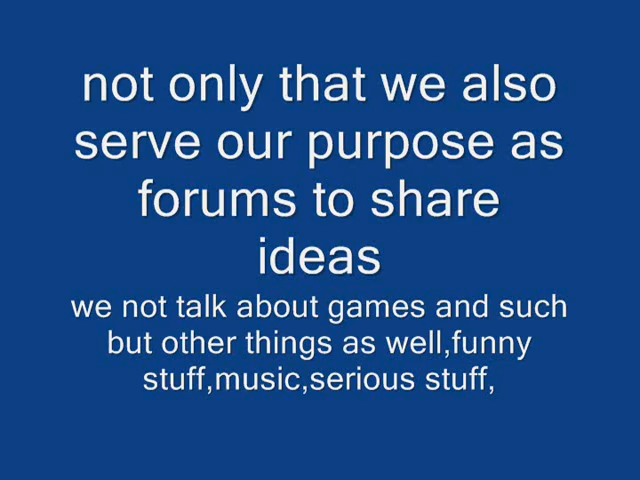 not only that we also
serve our purpose as
forums to share
ideas
we not talk about games and such
but other things as well,funny
stuff,music,serious stuff,